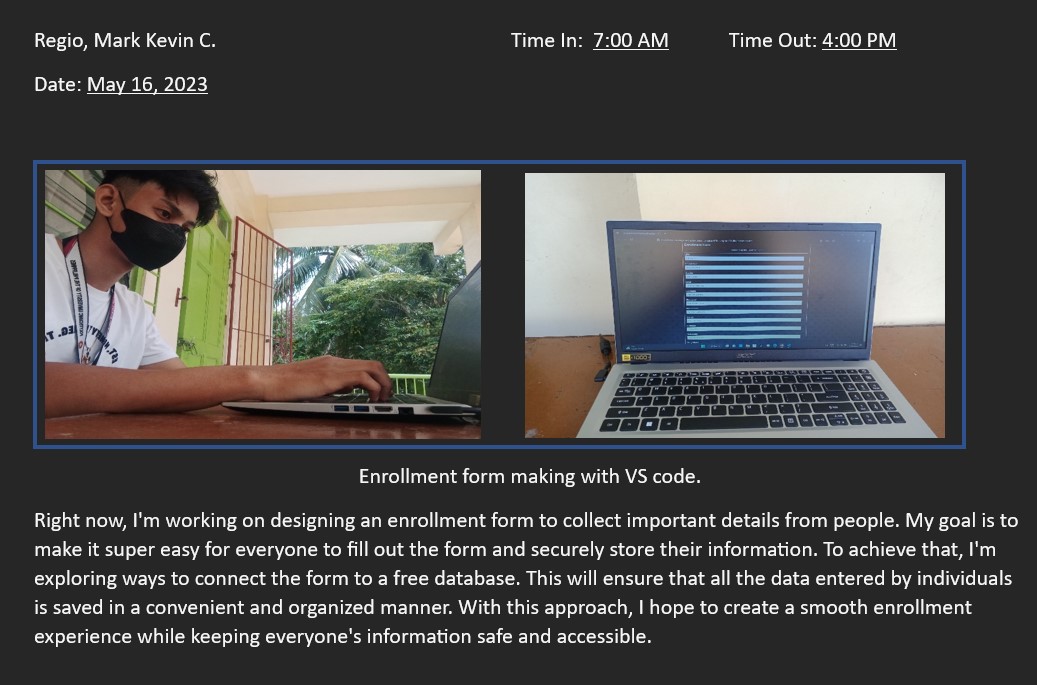 Regio, Mark Kevin C. Time In: 7:00 AM Time Out: 4:00 PM
Date: May 16, 2023
acer
Enrollment form making with VS code.
Right now, I'm working on designing an enrollment form to collect important details from people. My goal is to
make it super easy for everyone to fill out the form and securely store their information. To achieve that, I'm
exploring ways to connect the form to a free database. This will ensure that all the data entered by individuals
is saved in a convenient and organized manner. With this approach, I hope to create a smooth enrollment
experience while keeping everyone's information safe and accessible.